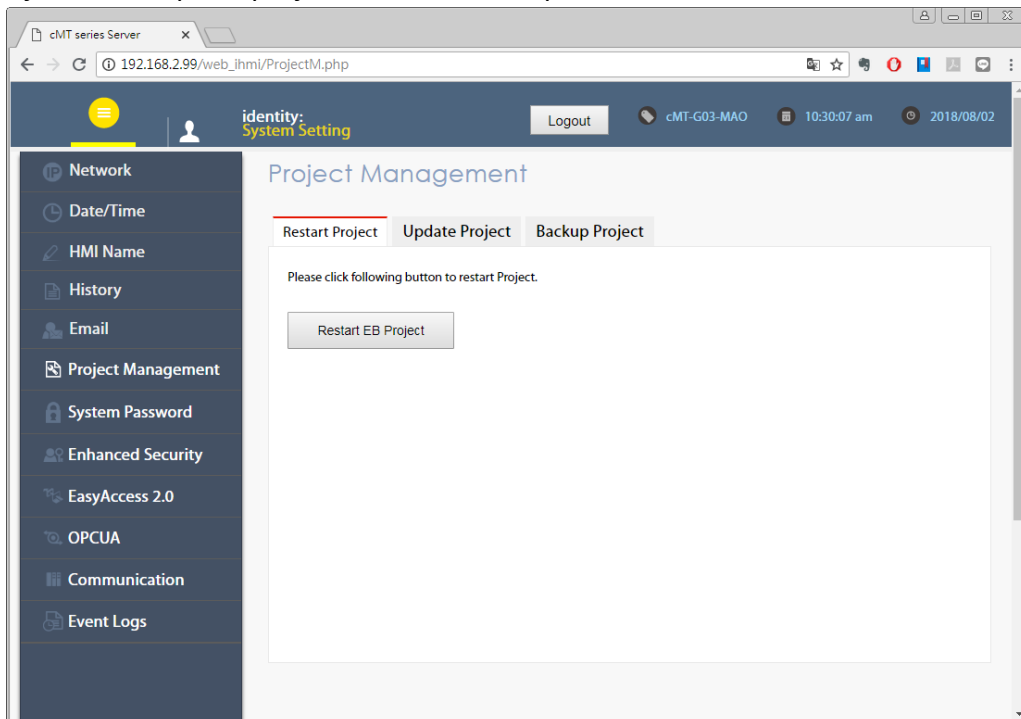 cMT series Server
192.168.2.99/web_ihmi/ProjectM.php
identity:
System Setting
Logout
cMT-G03-MAO
10:30:07 am
2018/08/02
Network
Date/Time
HMI Name
History
Email
Project Management
System Password
Enhanced Security
EasyAccess 2.0
OPCUA
Communication
Event Logs
Project Management
Restart Project Update Project Backup Project
Please click following button to restart Project.
Restart EB Project